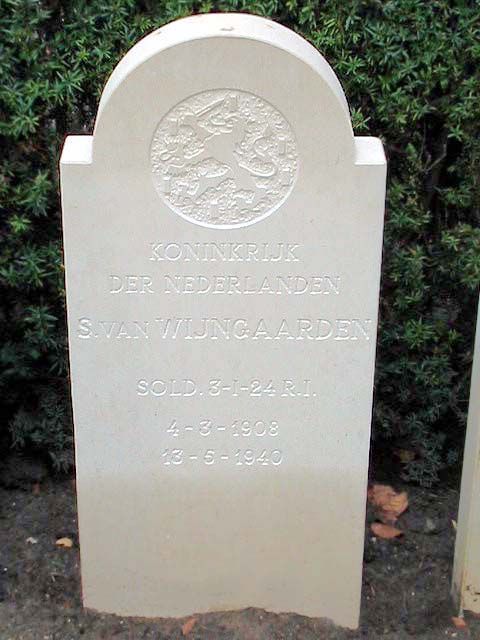 KONINKRIJK
DER NEDERLANDEN
S. VAN WIJNGAARDEN
SOLD. 3-I-24 R.I.
4-3-1908
13-5-1940